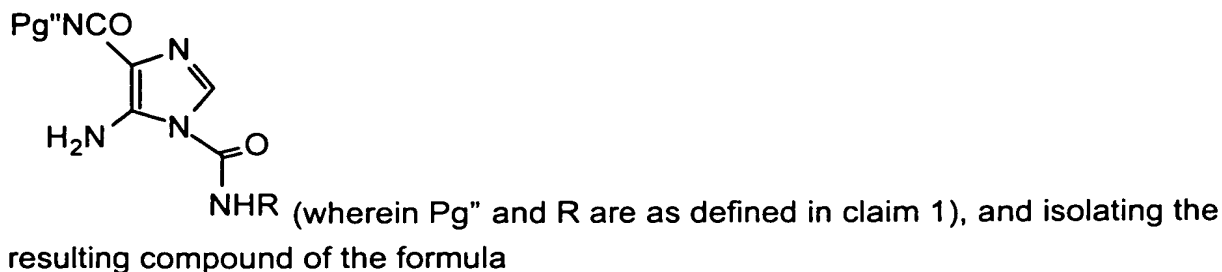 Pg"NCO
N
H₂N
N
O
NHR (wherein Pg" and R are as defined in claim 1), and isolating the
resulting compound of the formula